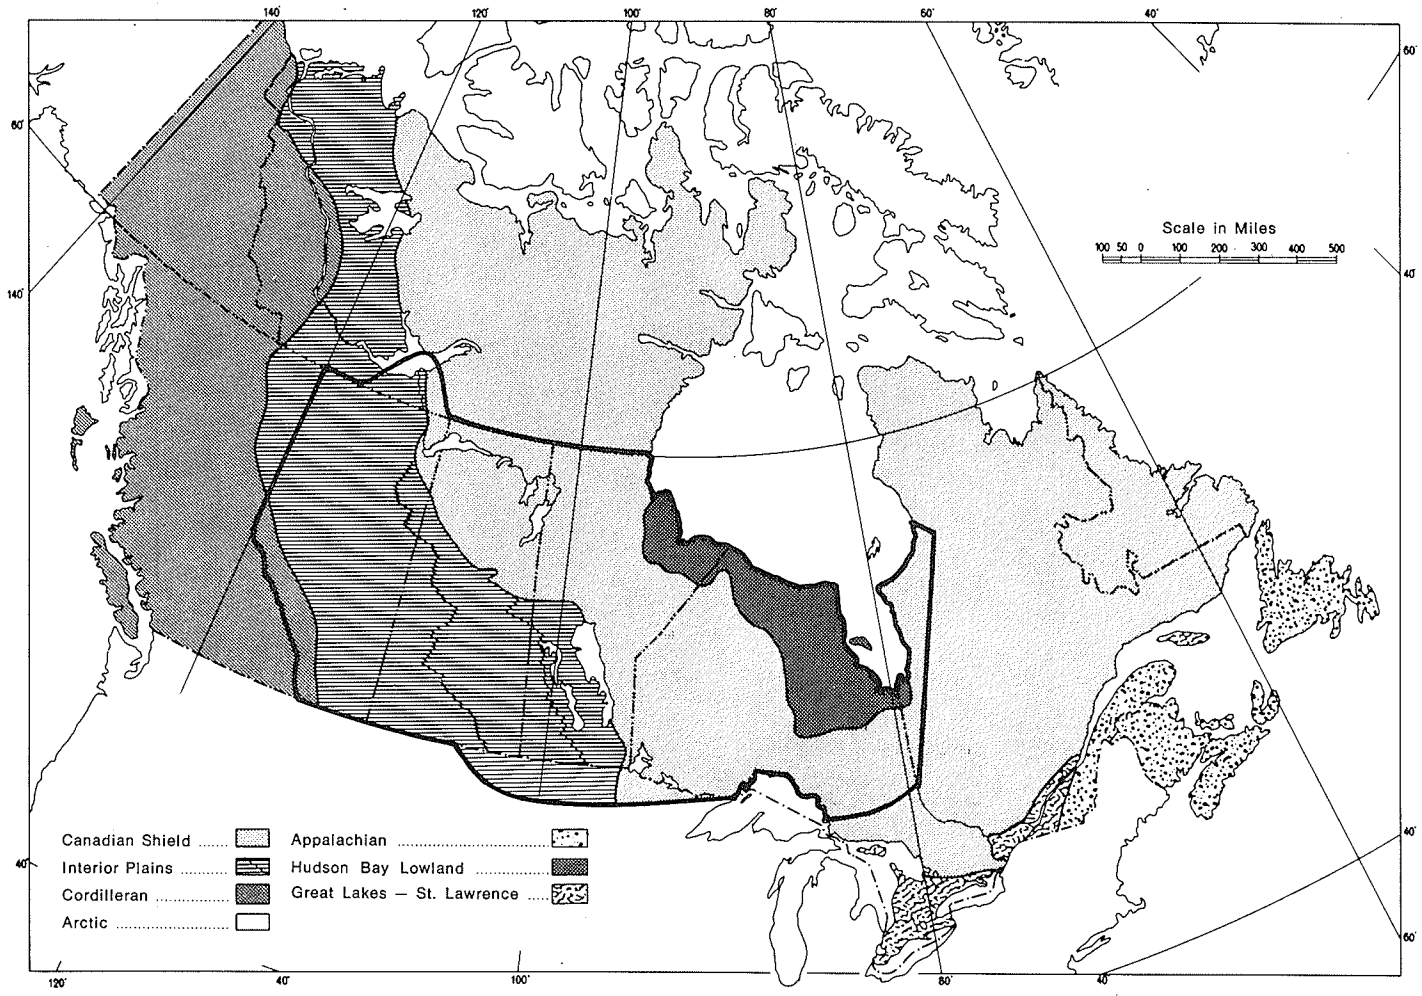 140˙ 120˙ 100˙ 80˙ 60˙ 40˙
60˙
60˙
Scale in Miles
100 50 0 100 200 300 400 500
40˙
140˙
Canadian Shield ..... Appalachian ....................
40˙
Interior Plains ........... Hudson Bay Lowland ...........
40˙
Cordilleran ............... Great Lakes — St. Lawrence ....
Arctic ......................
60˙
120˙ 40˙ 100˙ 80˙ 40˙